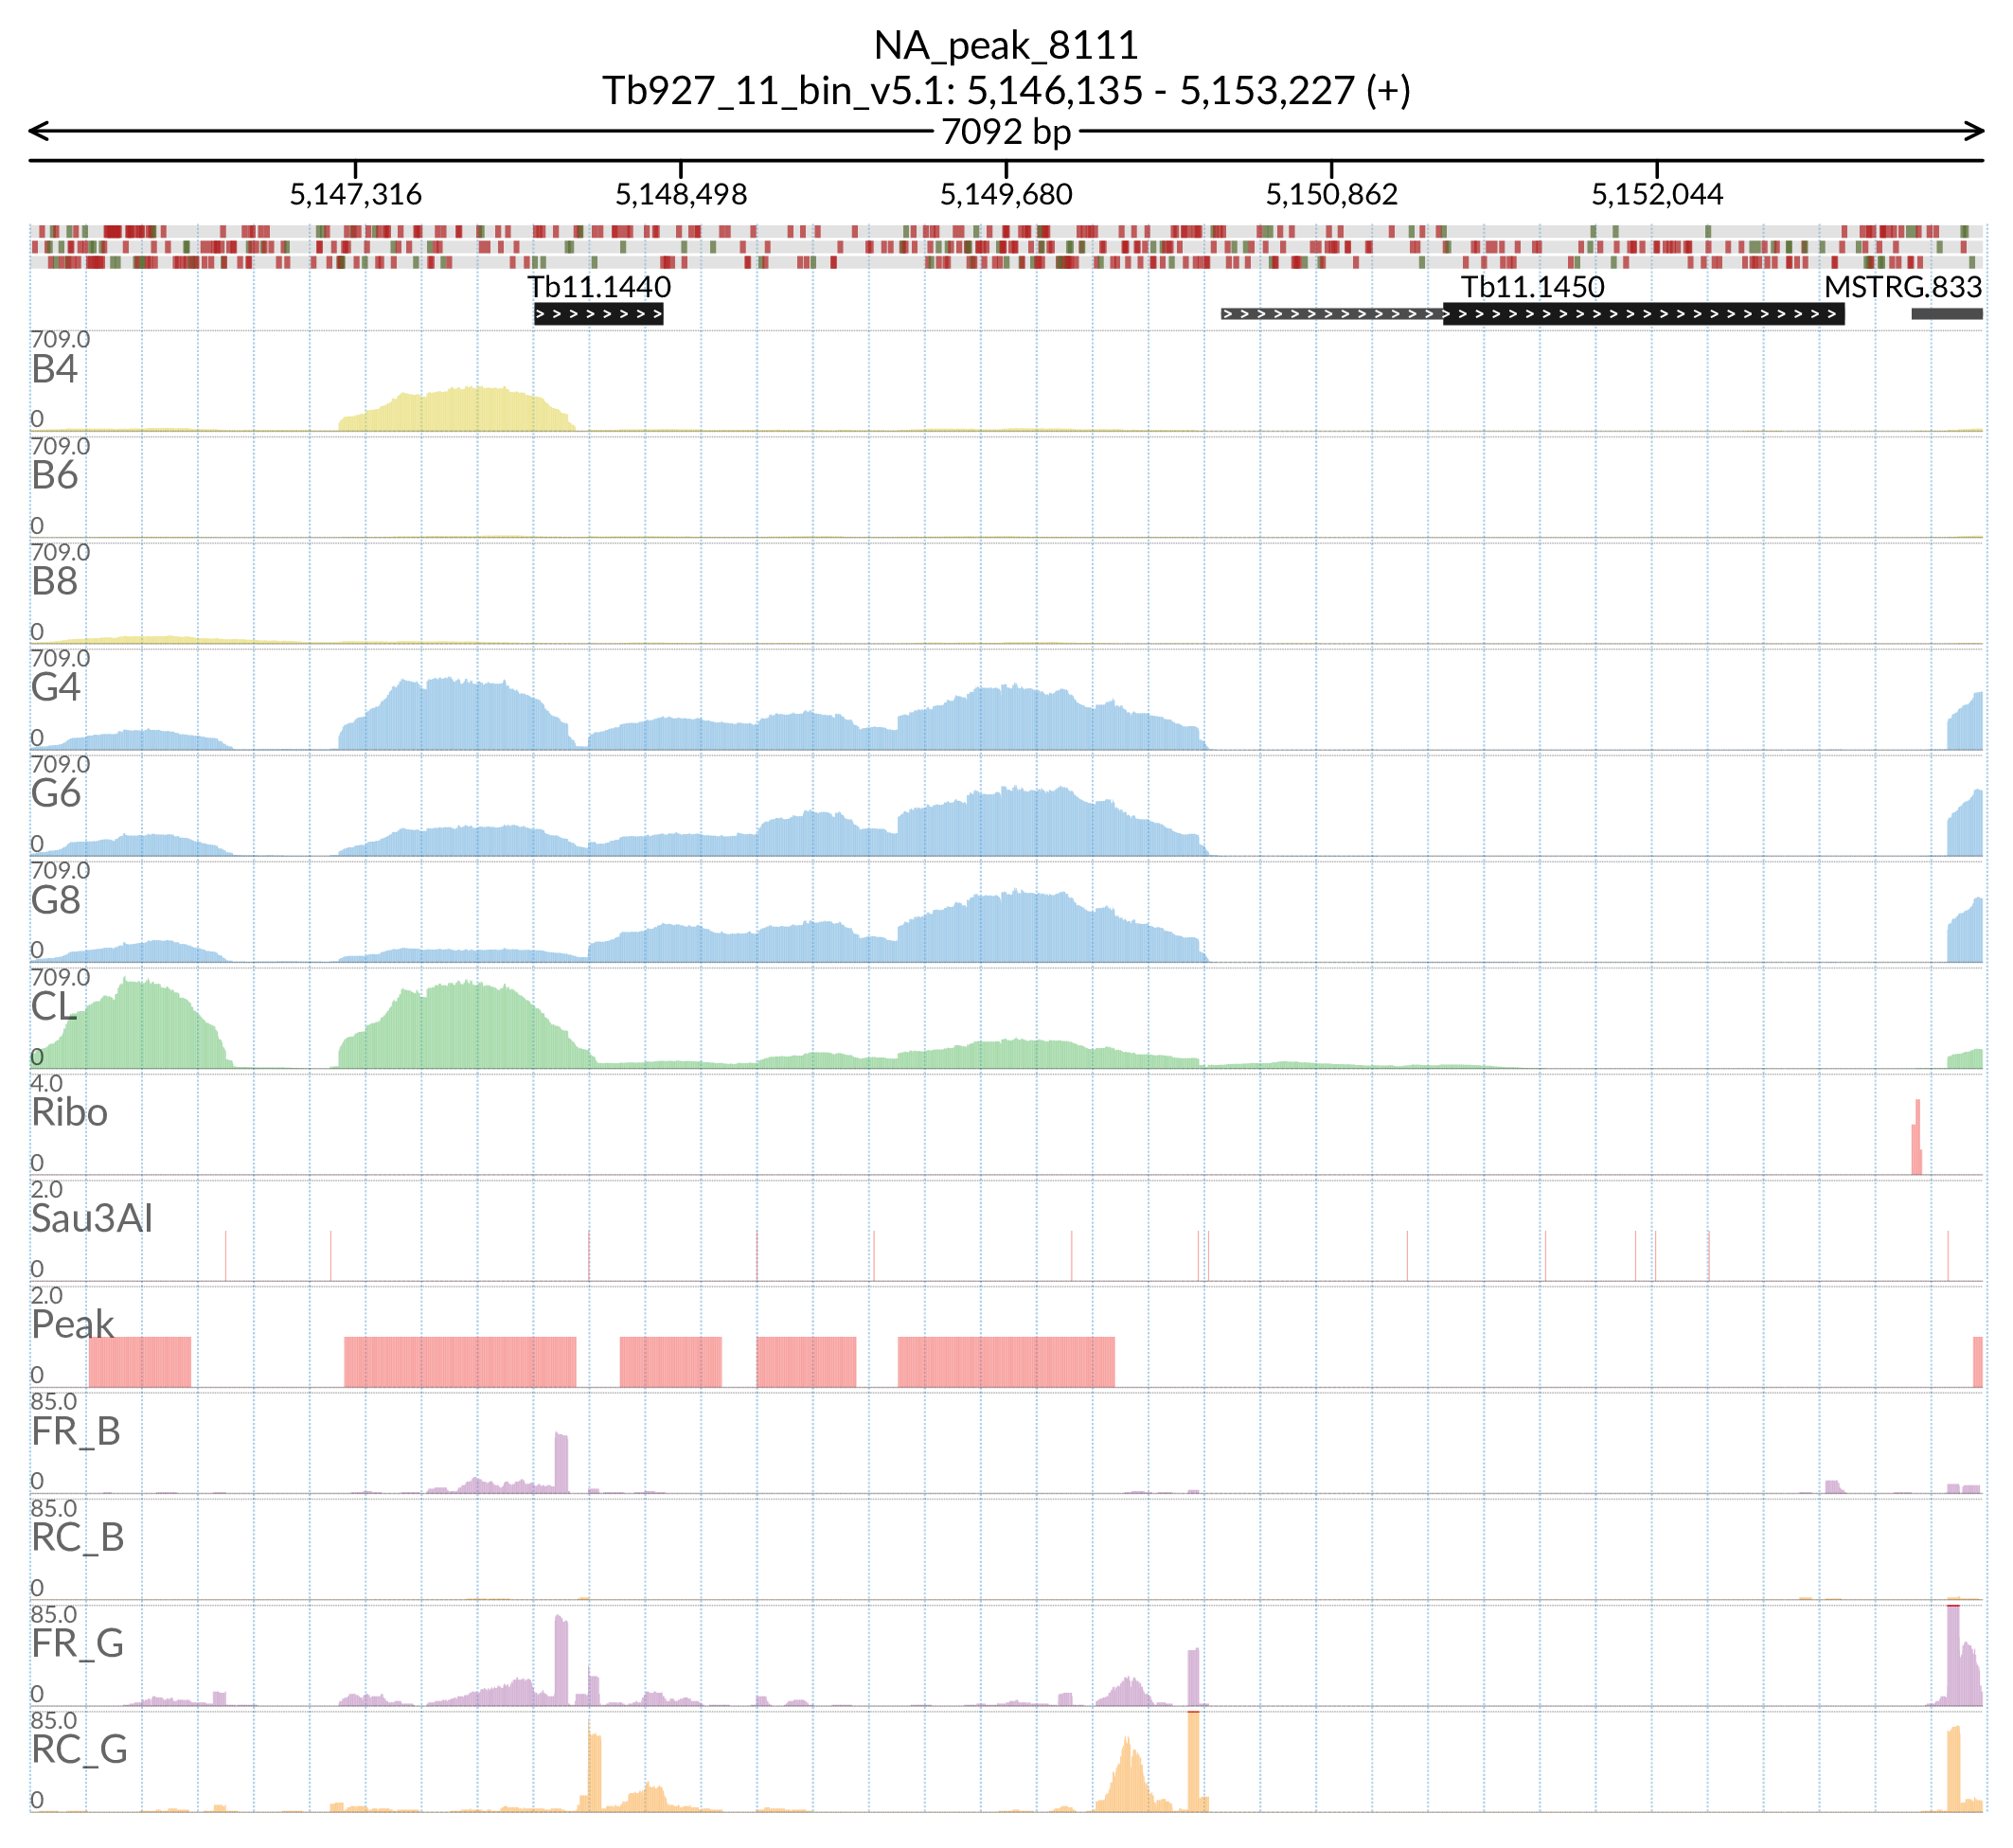 NA_peak_8111
Tb927_11_bin_v5.1: 5,146,135 - 5,153,227 (+)
7092 bp
5,147,316 5,148,498 5,149,680 5,150,862 5,152,044
Tb11.1440 Tb11.1450 MSTRG.833
709.0
B4
0
709.0
B6
0
709.0
B8
0
709.0
G4
0
709.0
G6
0
709.0
G8
0
709.0
CL
0
4.0
Ribo
0
2.0
Sau3AI
0
2.0
Peak
0
85.0
FR_B
0
85.0
RC_B
0
85.0
FR_G
0
85.0
RC_G
0